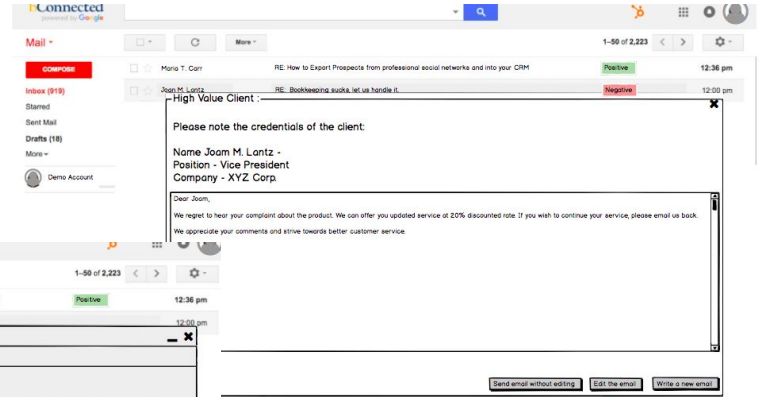 Connected
powered by Google
Mail
More
1–50 of 2,223
COMPOSE
Maria T. Carr
RE: How to Export Prospects from professional social networks and into your CRM
Positive
12:36 pm
Inbox (919)
Joan M. Lantz
RE: Bookkeeping sucks, let us handle it.
Negative
12:00 pm
Starred
Sent Mail
Drafts (18)
More
Demo Account
High Value Client :
Please note the credentials of the client:
Name Joam M. Lantz -
Position - Vice President
Company - XYZ Corp.
Dear Joam,
We regret to hear your complaint about the product. We can offer you updated service at 20% discounted rate. If you wish to continue your service, please email us back.
We appreciate your comments and strive towards better customer service.
1–50 of 2,223
Positive
12:36 pm
12:00 pm
Send email without editing
Edit the email
Write a new email